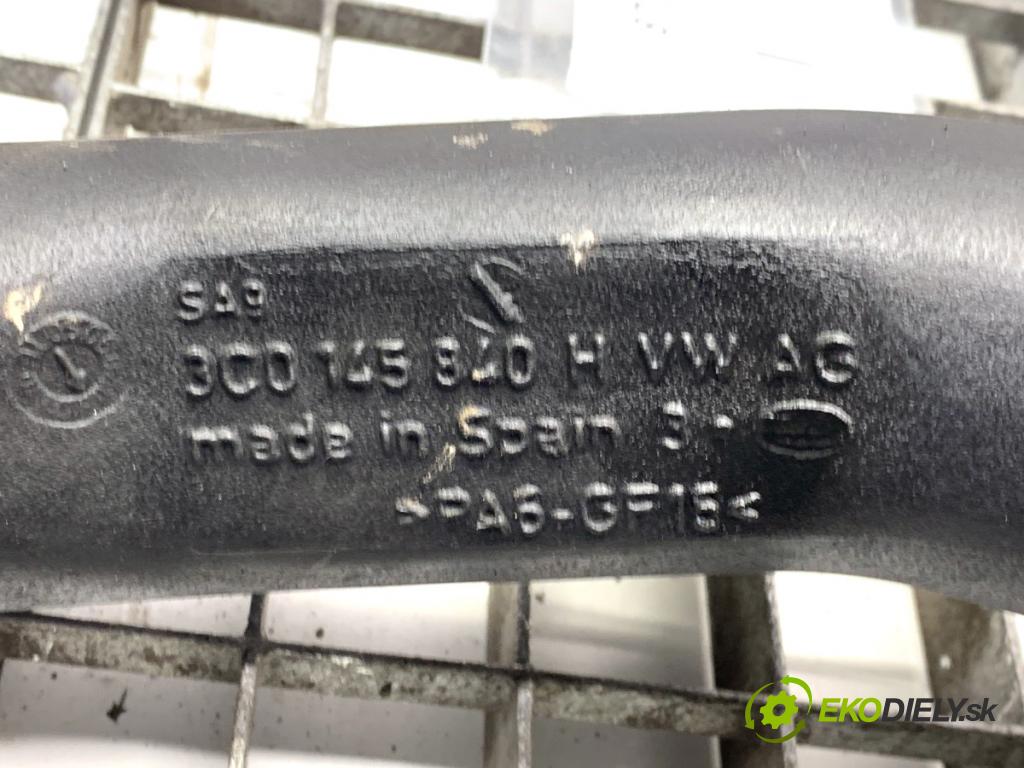 SA9
3C0 145 840 H VW AG
made in Spain 3-
>PA6-GF15<
EKODIELY.sk